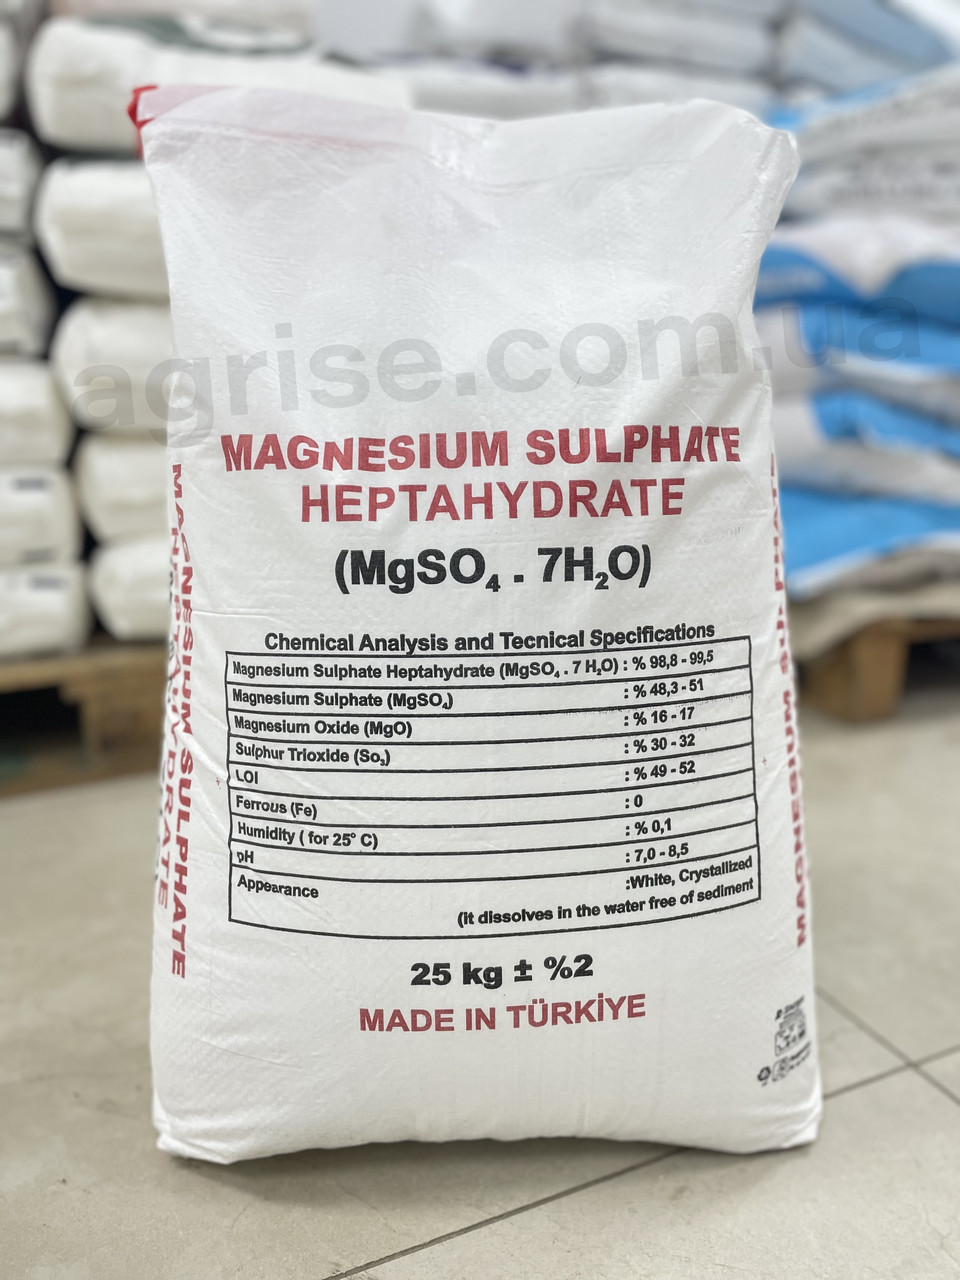 agrise.com.ua
MAGNESIUM SULPHATE
HEPTAHYDRATE
(MgSO₄ . 7H₂O)
Chemical Analysis and Tecnical Specifications
Magnesium Sulphate Heptahydrate (MgSO₄ . 7 H₂O) : % 98,8 - 99,5
Magnesium Sulphate (MgSO₄) : % 48,3 - 51
Magnesium Oxide (MgO) : % 16 - 17
Sulphur Trioxide (So₃) : % 30 - 32
LOI : % 49 - 52
Ferrous (Fe) : 0
Humidity ( for 25° C) : % 0,1
pH : 7,0 - 8,5
Appearance :White, Crystallized
(it dissolves in the water free of sediment
25 kg ± %2
MADE IN TÜRKİYE
MAGNESIUM SULPHATE
HEPTAHYDRATE
MAGNESIUM SULPHATE